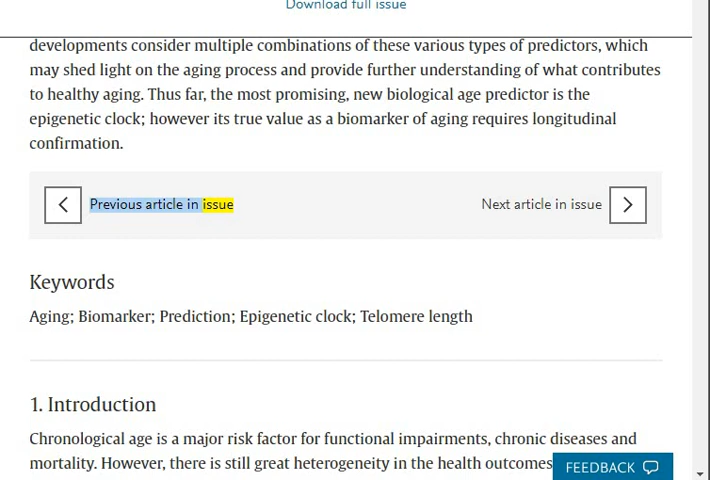 Download full issue
developments consider multiple combinations of these various types of predictors, which
may shed light on the aging process and provide further understanding of what contributes
to healthy aging. Thus far, the most promising, new biological age predictor is the
epigenetic clock; however its true value as a biomarker of aging requires longitudinal
confirmation.
Previous article in issue
Next article in issue
Keywords
Aging; Biomarker; Prediction; Epigenetic clock; Telomere length
1. Introduction
Chronological age is a major risk factor for functional impairments, chronic diseases and
mortality. However, there is still great heterogeneity in the health outcomes
FEEDBACK